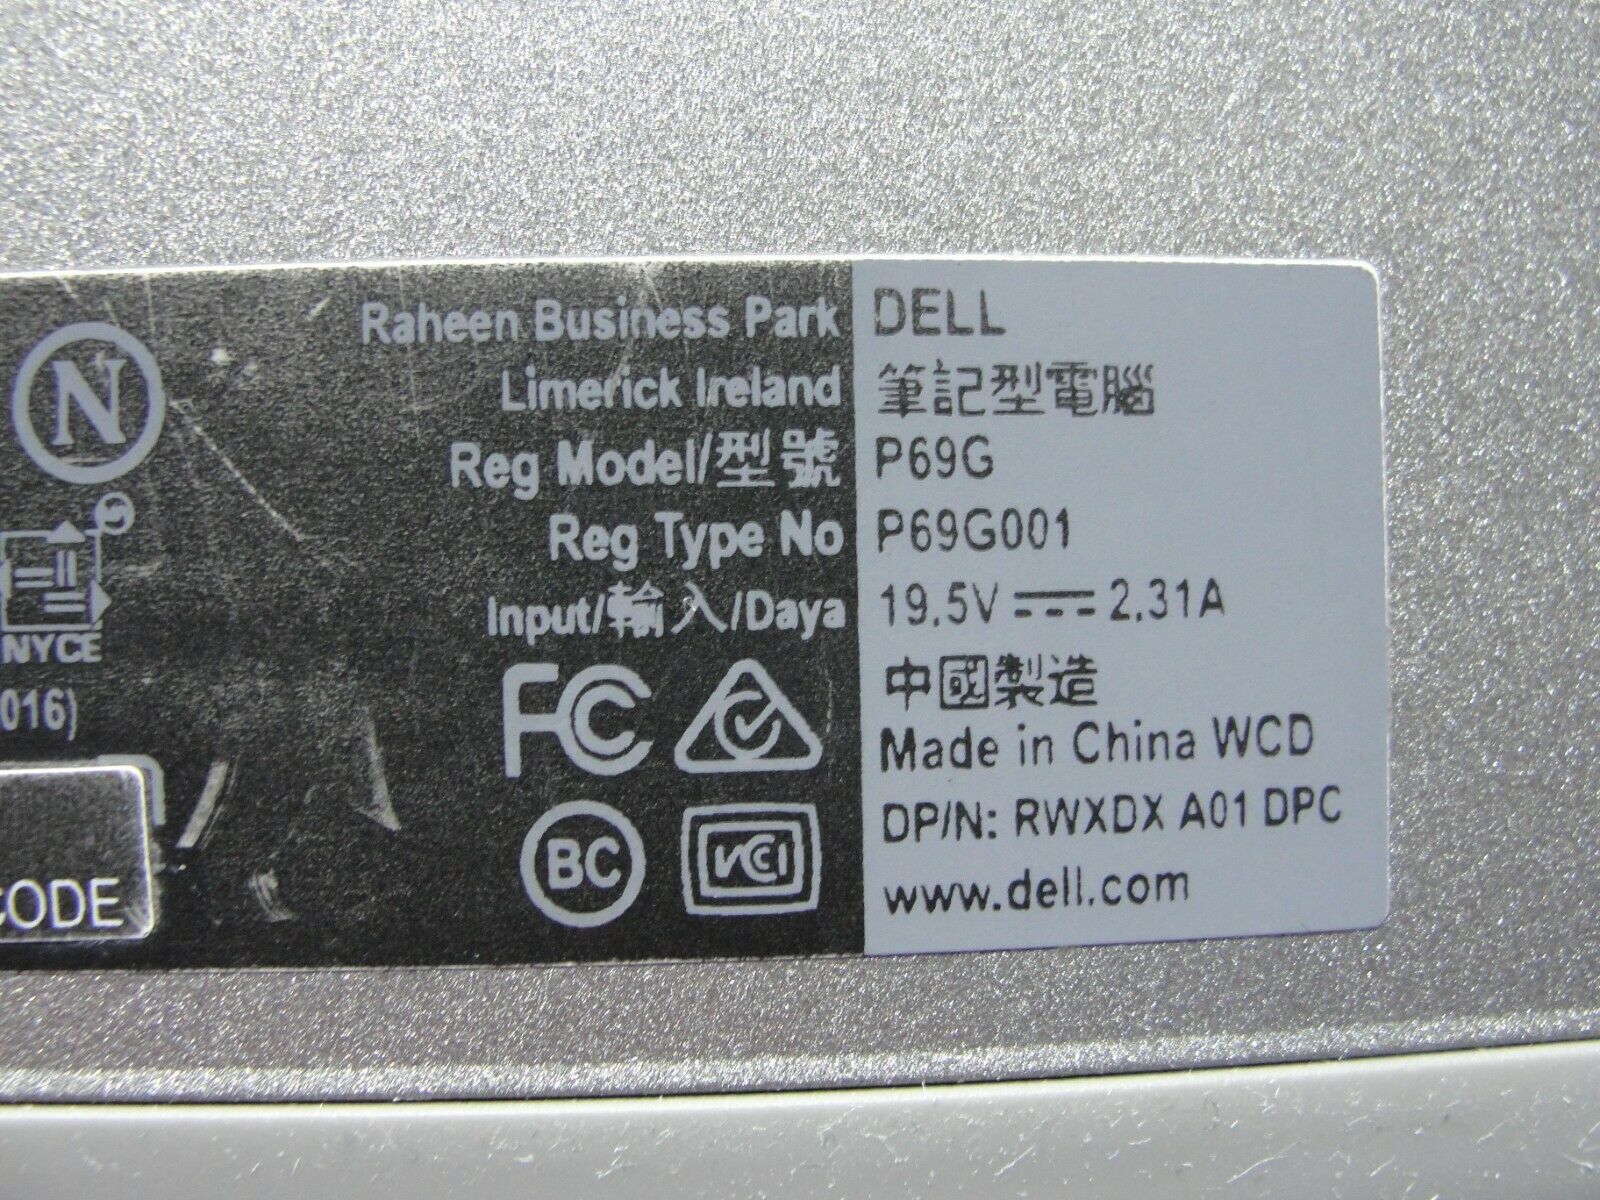 N
S
NYCE
016)
CODE
Raheen Business Park
Limerick Ireland
Reg Model/型號
Reg Type No
Input/輸入/Daya
FC
BC
VCCI
DELL
筆記型電腦
P69G
P69G001
19.5V ⎓ 2.31A
中國製造
Made in China WCD
DP/N: RWXDX A01 DPC
www.dell.com